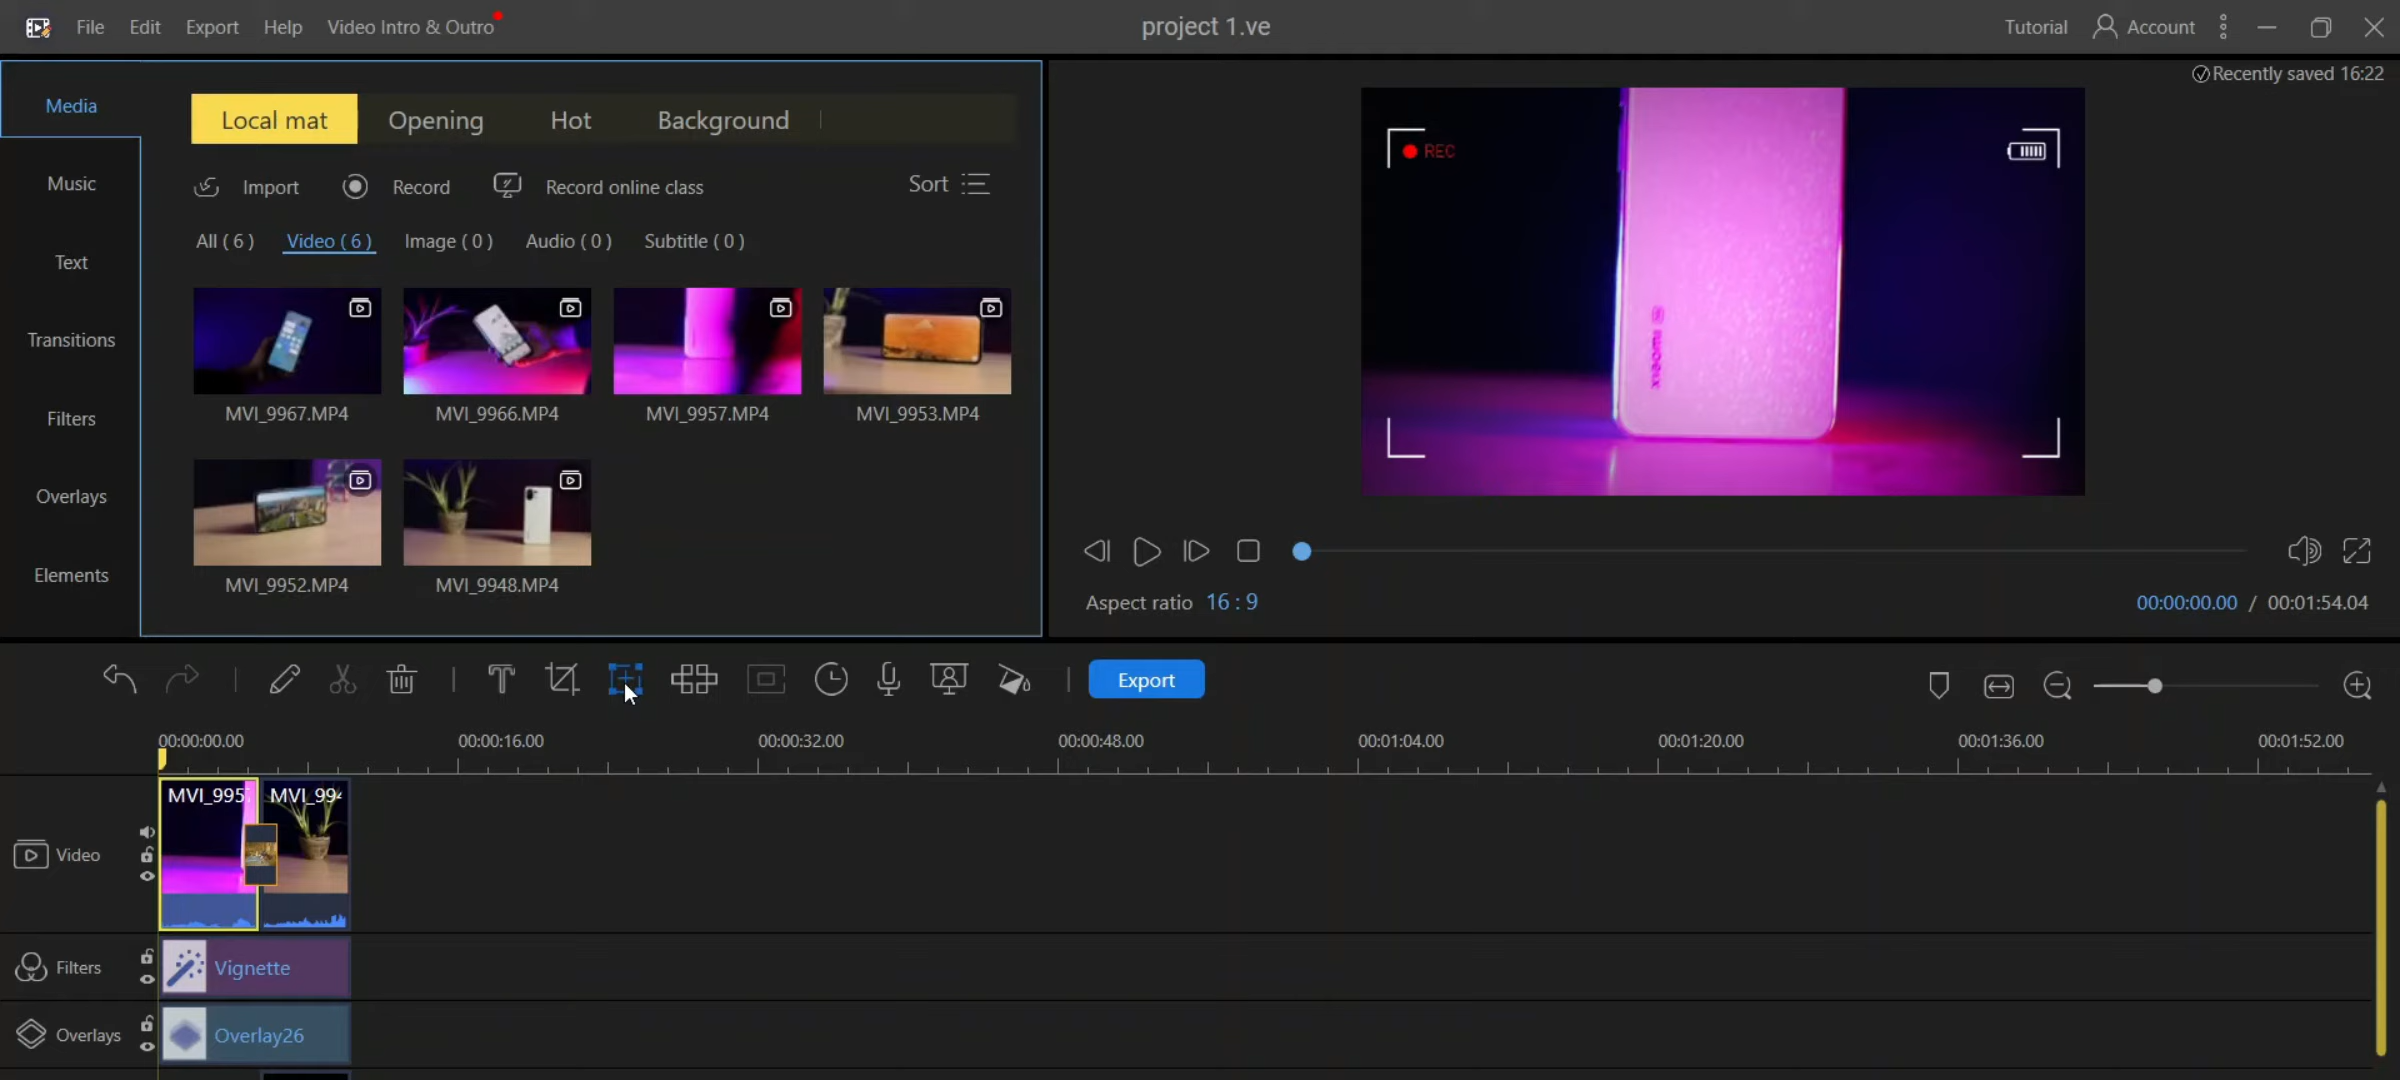 File Edit Export Help Video Intro & Outro project 1.ve Tutorial Account
Recently saved 16:22
Media
Music
Text
Transitions
Filters
Overlays
Elements
Local mat Opening Hot Background
Import Record Record online class Sort
All ( 6 ) Video ( 6 ) Image ( 0 ) Audio ( 0 ) Subtitle ( 0 )
MVI_9967.MP4 MVI_9966.MP4 MVI_9957.MP4 MVI_9953.MP4
MVI_9952.MP4 MVI_9948.MP4
REC
xiaomi
Aspect ratio 16 : 9 00:00:00.00 / 00:01:54.04
Export
00:00:00.00 00:00:16.00 00:00:32.00 00:00:48.00 00:01:04.00 00:01:20.00 00:01:36.00 00:01:52.00
MVI_995 MVI_994
Video
Filters Vignette
Overlays Overlay26